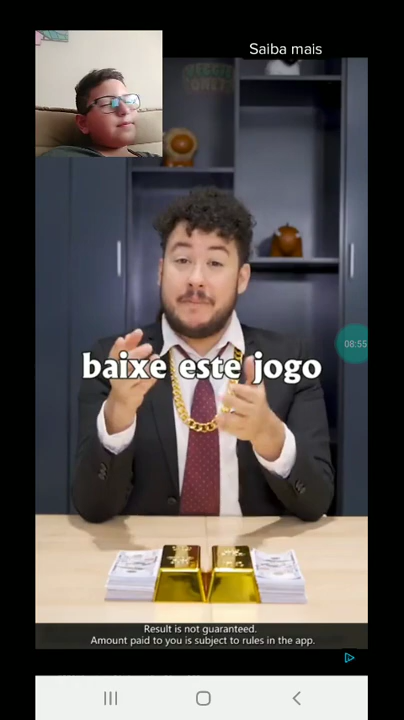 Saiba mais
08:55
baixe este jogo
Result is not guaranteed.
Amount paid to you is subject to rules in the app.